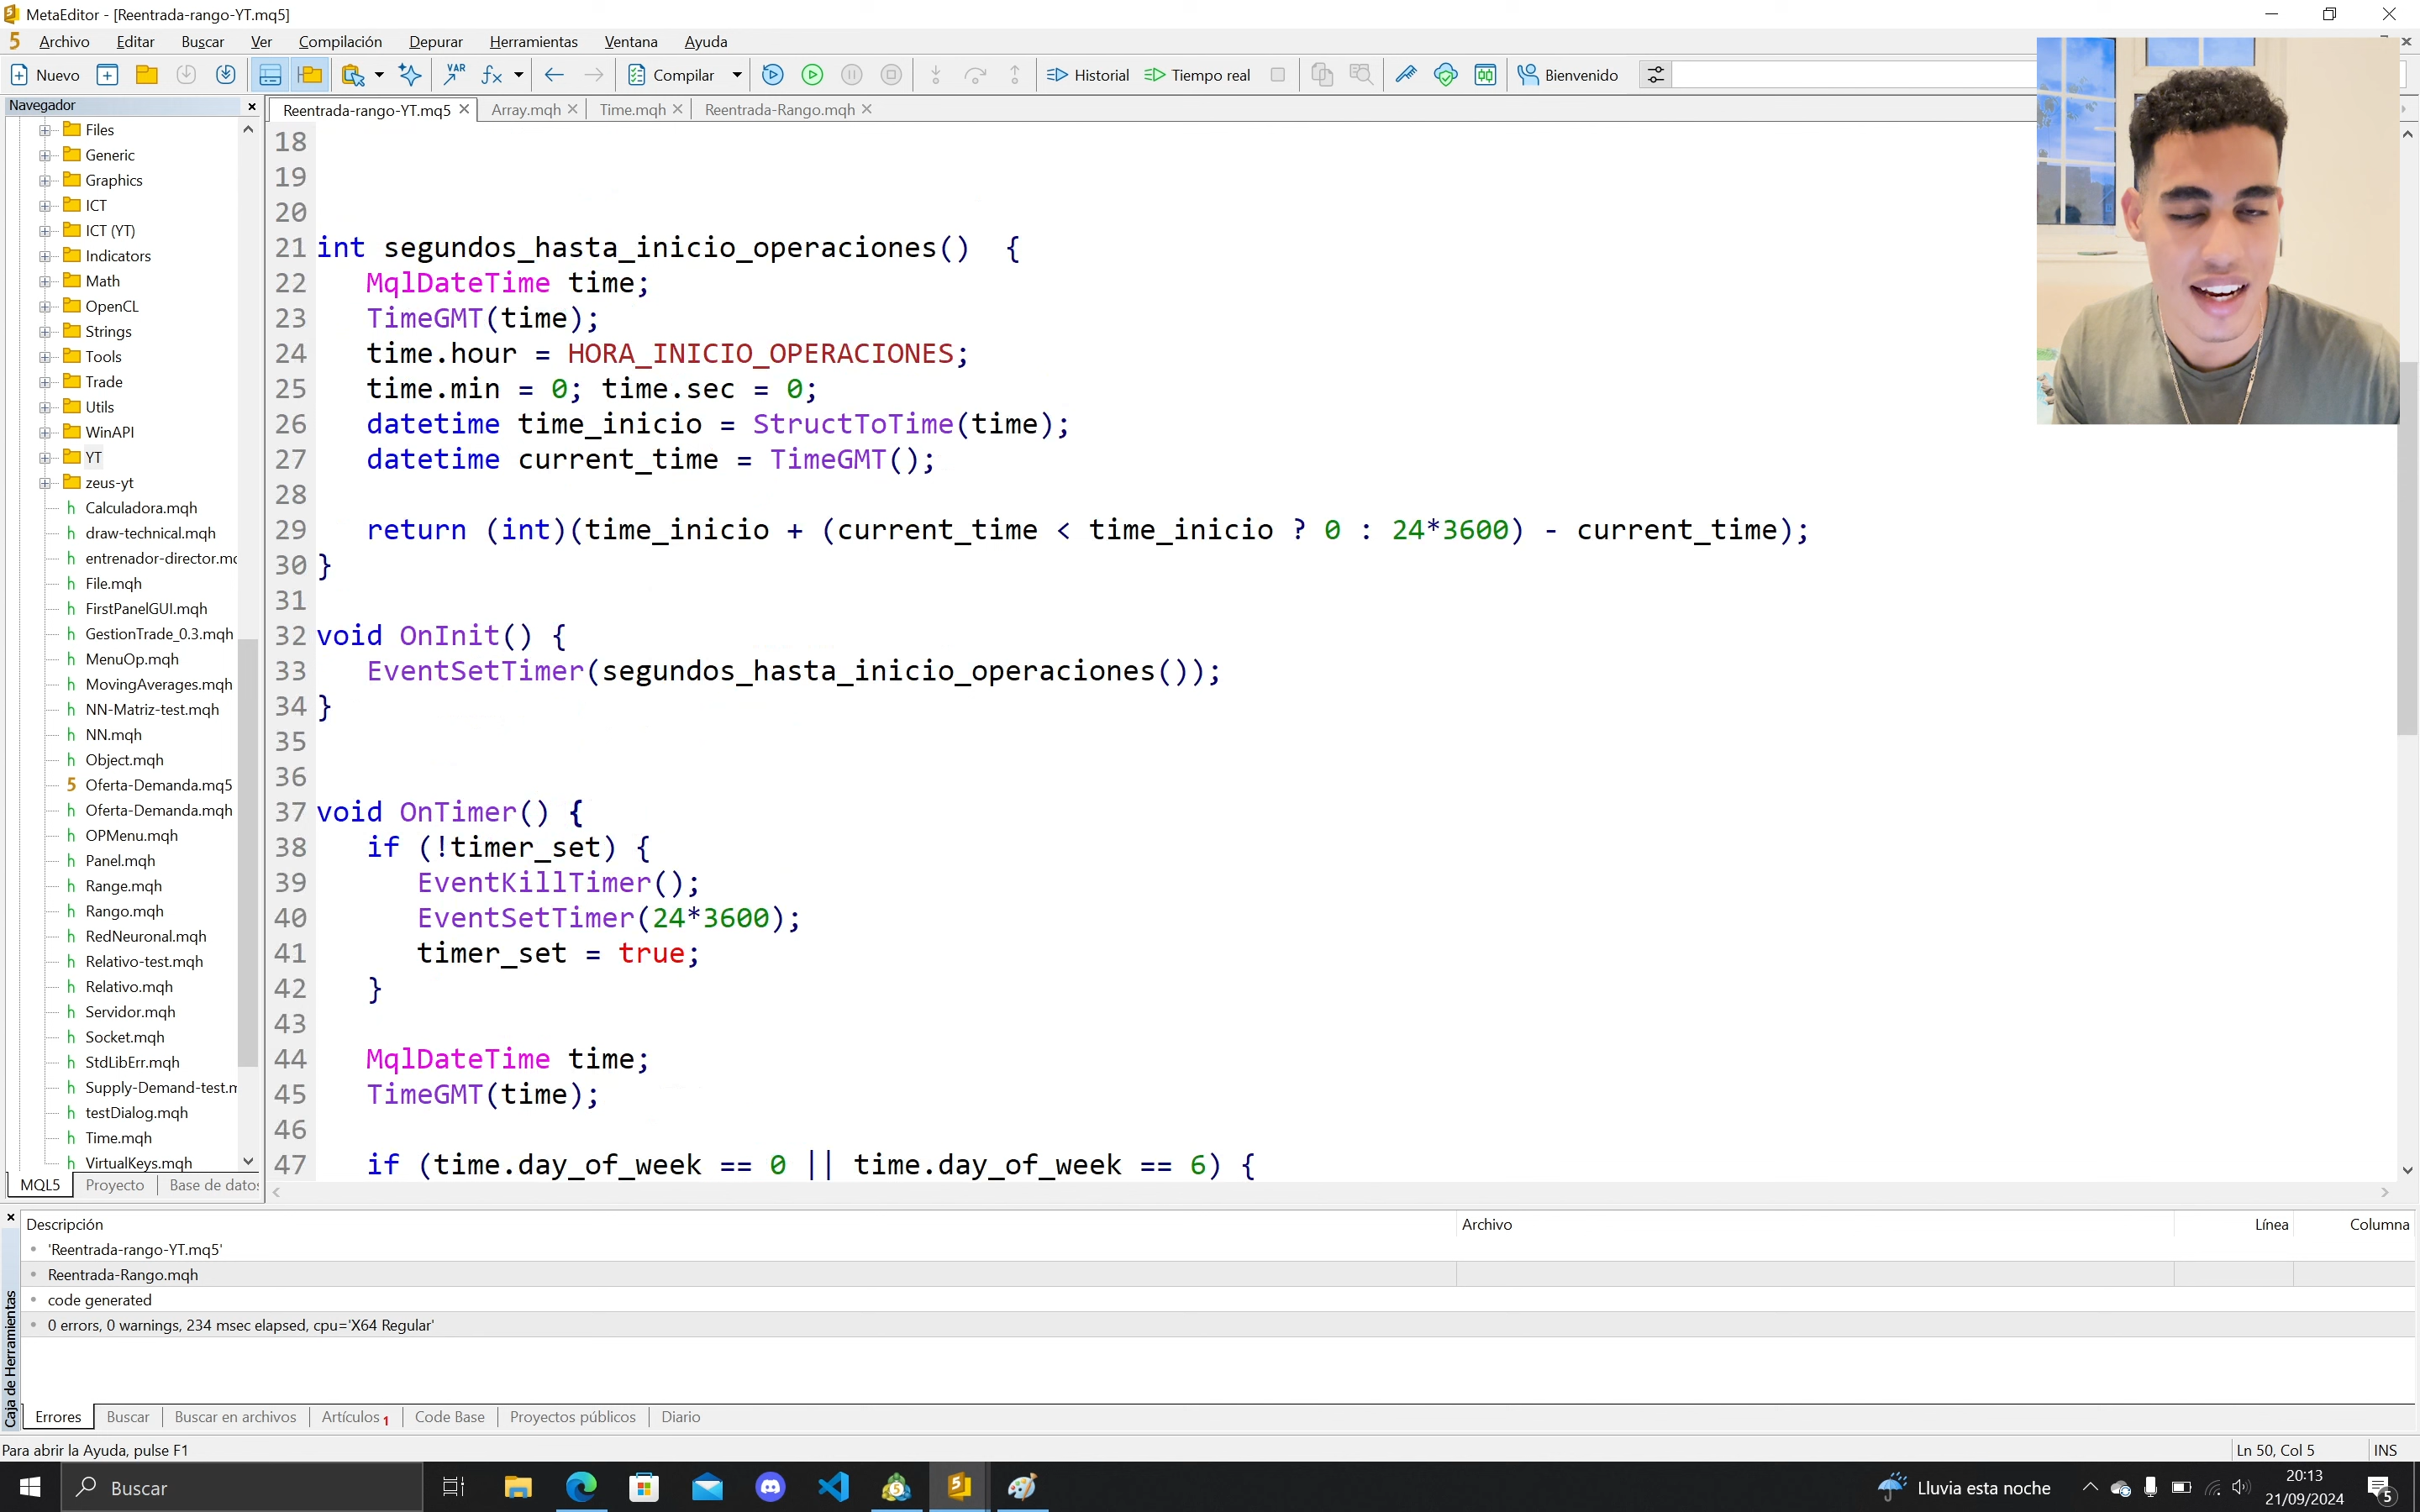 MetaEditor - [Reentrada-rango-YT.mq5]
5 Archivo Editar Buscar Ver Compilación Depurar Herramientas Ventana Ayuda
Nuevo VAR fx Compilar Historial Tiempo real Bienvenido
Navegador
Files
Generic
Graphics
ICT
ICT (YT)
Indicators
Math
OpenCL
Strings
Tools
Trade
Utils
WinAPI
YT
zeus-yt
h Calculadora.mqh
h draw-technical.mqh
h entrenador-director.mq
h File.mqh
h FirstPanelGUI.mqh
h GestionTrade_0.3.mqh
h MenuOp.mqh
h MovingAverages.mqh
h NN-Matriz-test.mqh
h NN.mqh
h Object.mqh
5 Oferta-Demanda.mq5
h Oferta-Demanda.mqh
h OPMenu.mqh
h Panel.mqh
h Range.mqh
h Rango.mqh
h RedNeuronal.mqh
h Relativo-test.mqh
h Relativo.mqh
h Servidor.mqh
h Socket.mqh
h StdLibErr.mqh
h Supply-Demand-test.m
h testDialog.mqh
h Time.mqh
h VirtualKeys.mqh
MQL5 Proyecto Base de datos
Reentrada-rango-YT.mq5 Array.mqh Time.mqh Reentrada-Rango.mqh
18
19
20
21 int segundos_hasta_inicio_operaciones()  {
22    MqlDateTime time;
23    TimeGMT(time);
24    time.hour = HORA_INICIO_OPERACIONES;
25    time.min = 0; time.sec = 0;
26    datetime time_inicio = StructToTime(time);
27    datetime current_time = TimeGMT();
28
29    return (int)(time_inicio + (current_time < time_inicio ? 0 : 24*3600) - current_time);
30 }
31
32 void OnInit() {
33    EventSetTimer(segundos_hasta_inicio_operaciones());
34 }
35
36
37 void OnTimer() {
38    if (!timer_set) {
39       EventKillTimer();
40       EventSetTimer(24*3600);
41       timer_set = true;
42    }
43
44    MqlDateTime time;
45    TimeGMT(time);
46
47    if (time.day_of_week == 0 || time.day_of_week == 6) {
Caja de Herramientas
Descripción Archivo Línea Columna
'Reentrada-rango-YT.mq5'
Reentrada-Rango.mqh
code generated
0 errors, 0 warnings, 234 msec elapsed, cpu='X64 Regular'
Errores Buscar Buscar en archivos Artículos 1 Code Base Proyectos públicos Diario
Para abrir la Ayuda, pulse F1 Ln 50, Col 5 INS
Buscar Lluvia esta noche 20:13
21/09/2024 5